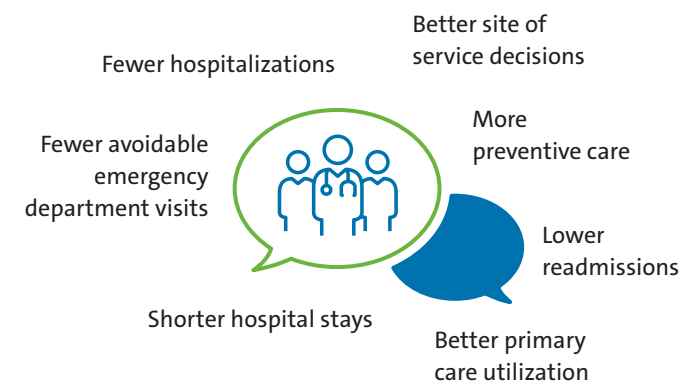 Better site of
service decisions
Fewer hospitalizations
More
preventive care
Fewer avoidable
emergency
department visits
Lower
readmissions
Shorter hospital stays
Better primary
care utilization